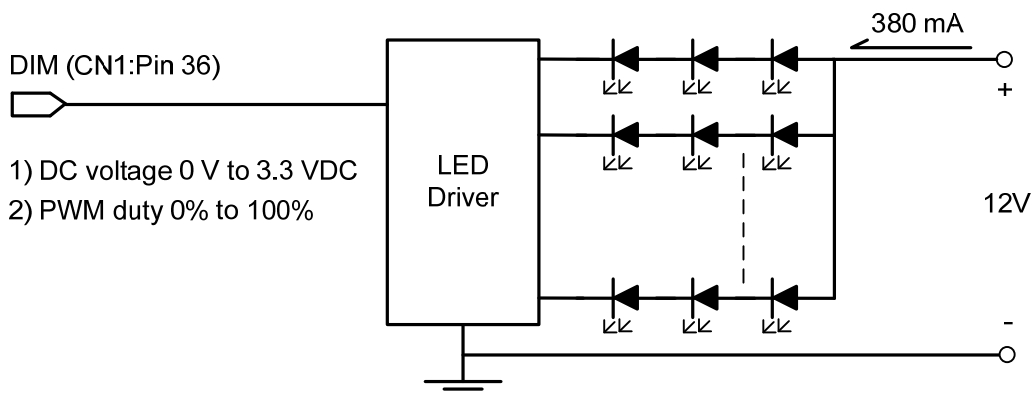 380 mA
DIM (CN1:Pin 36)
+
1) DC voltage 0 V to 3.3 VDC
2) PWM duty 0% to 100%
LED
Driver
12V
-